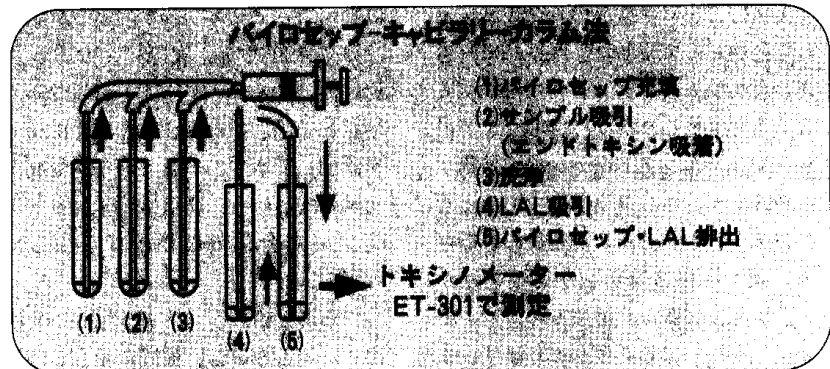 パイロセップ-キャピラリーカラム法
(1)パイロセップ充填
(2)サンプル吸引
(エンドトキシン吸着)
(3)洗浄
(4)LAL吸引
(5)パイロセップ・LAL排出
トキシノメーター
ET-301で測定
(1) (2) (3) (4) (5)